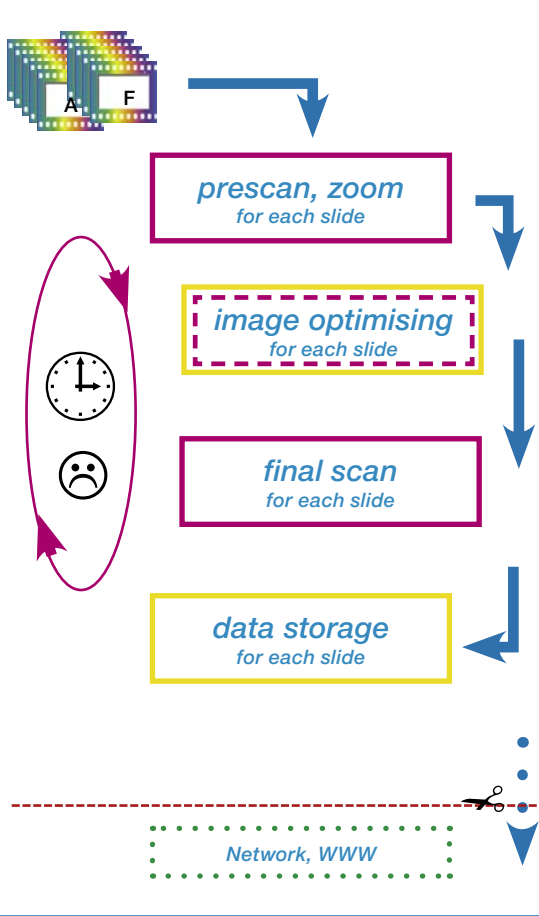 A F
prescan, zoom
for each slide
image optimising
for each slide
final scan
for each slide
data storage
for each slide
Network, WWW